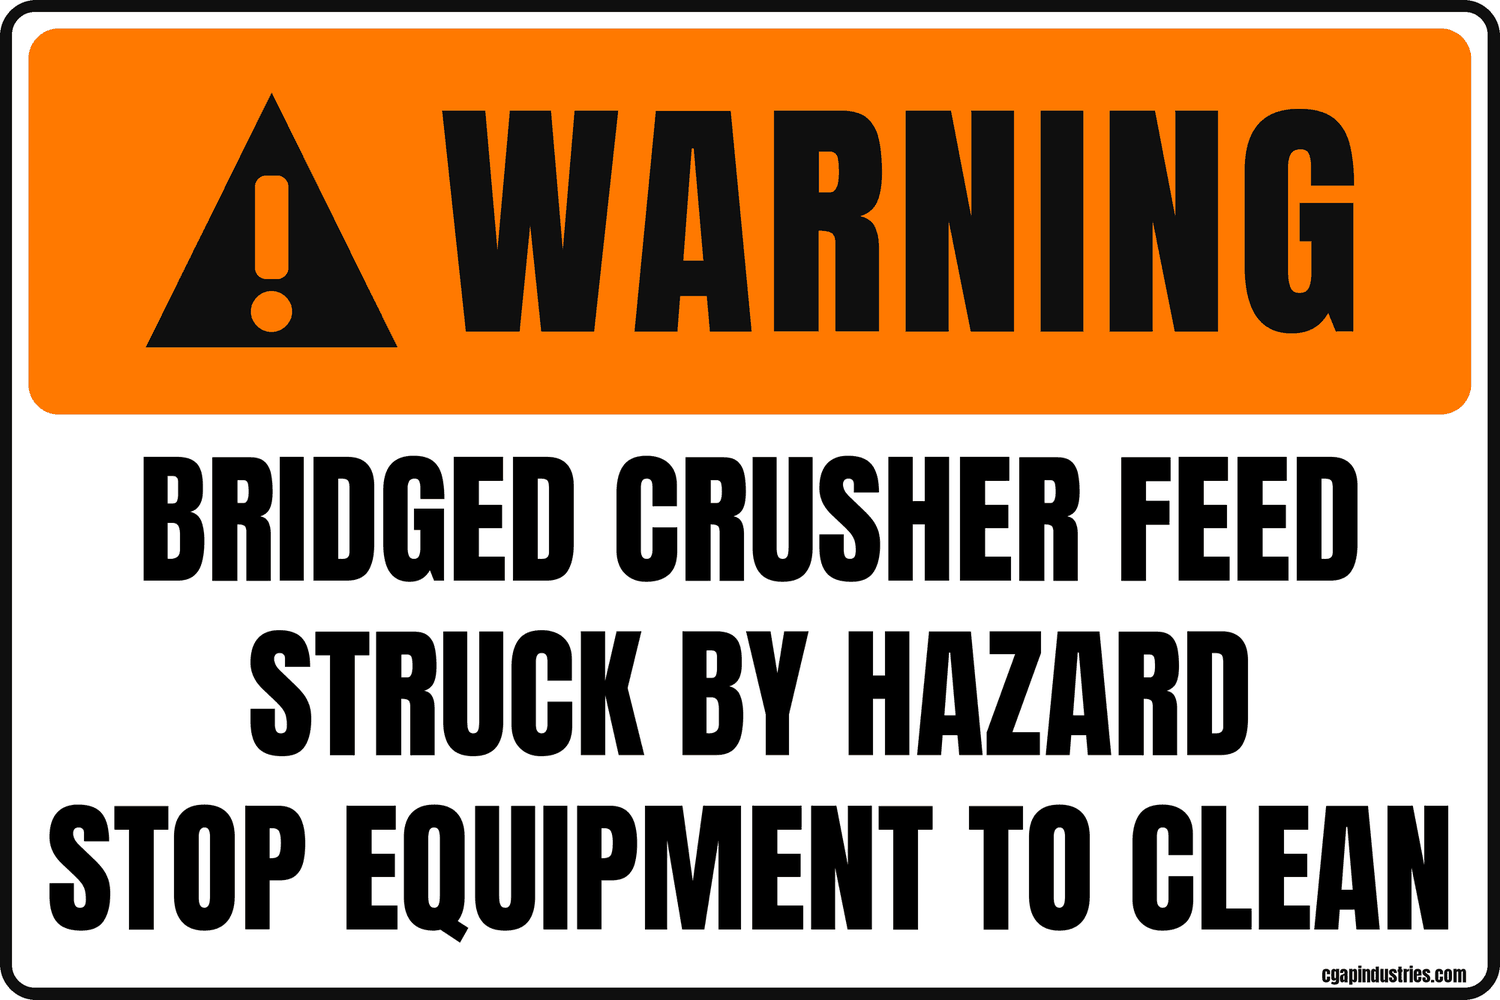 WARNING
BRIDGED CRUSHER FEED
STRUCK BY HAZARD
STOP EQUIPMENT TO CLEAN
cgapindustries.com